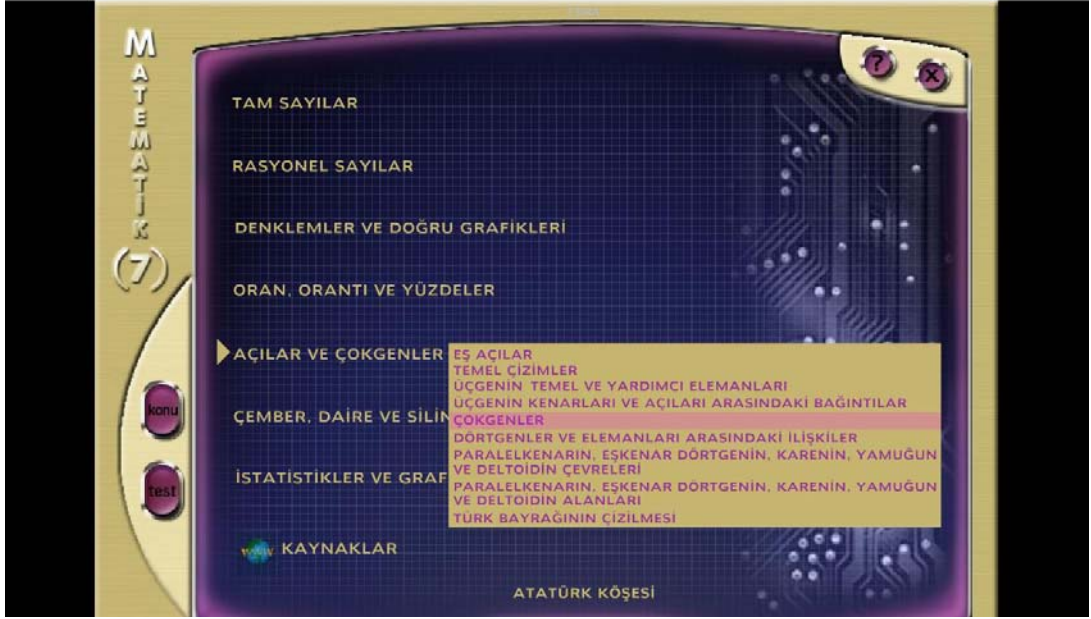 MATEMATİK
(7)
?
X
TAM SAYILAR
RASYONEL SAYILAR
DENKLEMLER VE DOĞRU GRAFİKLERİ
ORAN, ORANTI VE YÜZDELER
AÇILAR VE ÇOKGENLER
EŞ AÇILAR
TEMEL ÇİZİMLER
ÜÇGENİN TEMEL VE YARDIMCI ELEMANLARI
ÜÇGENİN KENARLARI VE AÇILARI ARASINDAKİ BAĞINTILAR
ÇOKGENLER
DÖRTGENLER VE ELEMANLARI ARASINDAKİ İLİŞKİLER
PARALELKENARIN, EŞKENAR DÖRTGENİN, KARENİN, YAMUĞUN
VE DELTOİDİN ÇEVRELERİ
PARALELKENARIN, EŞKENAR DÖRTGENİN, KARENİN, YAMUĞUN
VE DELTOİDİN ALANLARI
TÜRK BAYRAĞININ ÇİZİLMESİ
ÇEMBER, DAİRE VE SİLİN
İSTATİSTİKLER VE GRAF
www KAYNAKLAR
ATATÜRK KÖŞESİ
konu
test